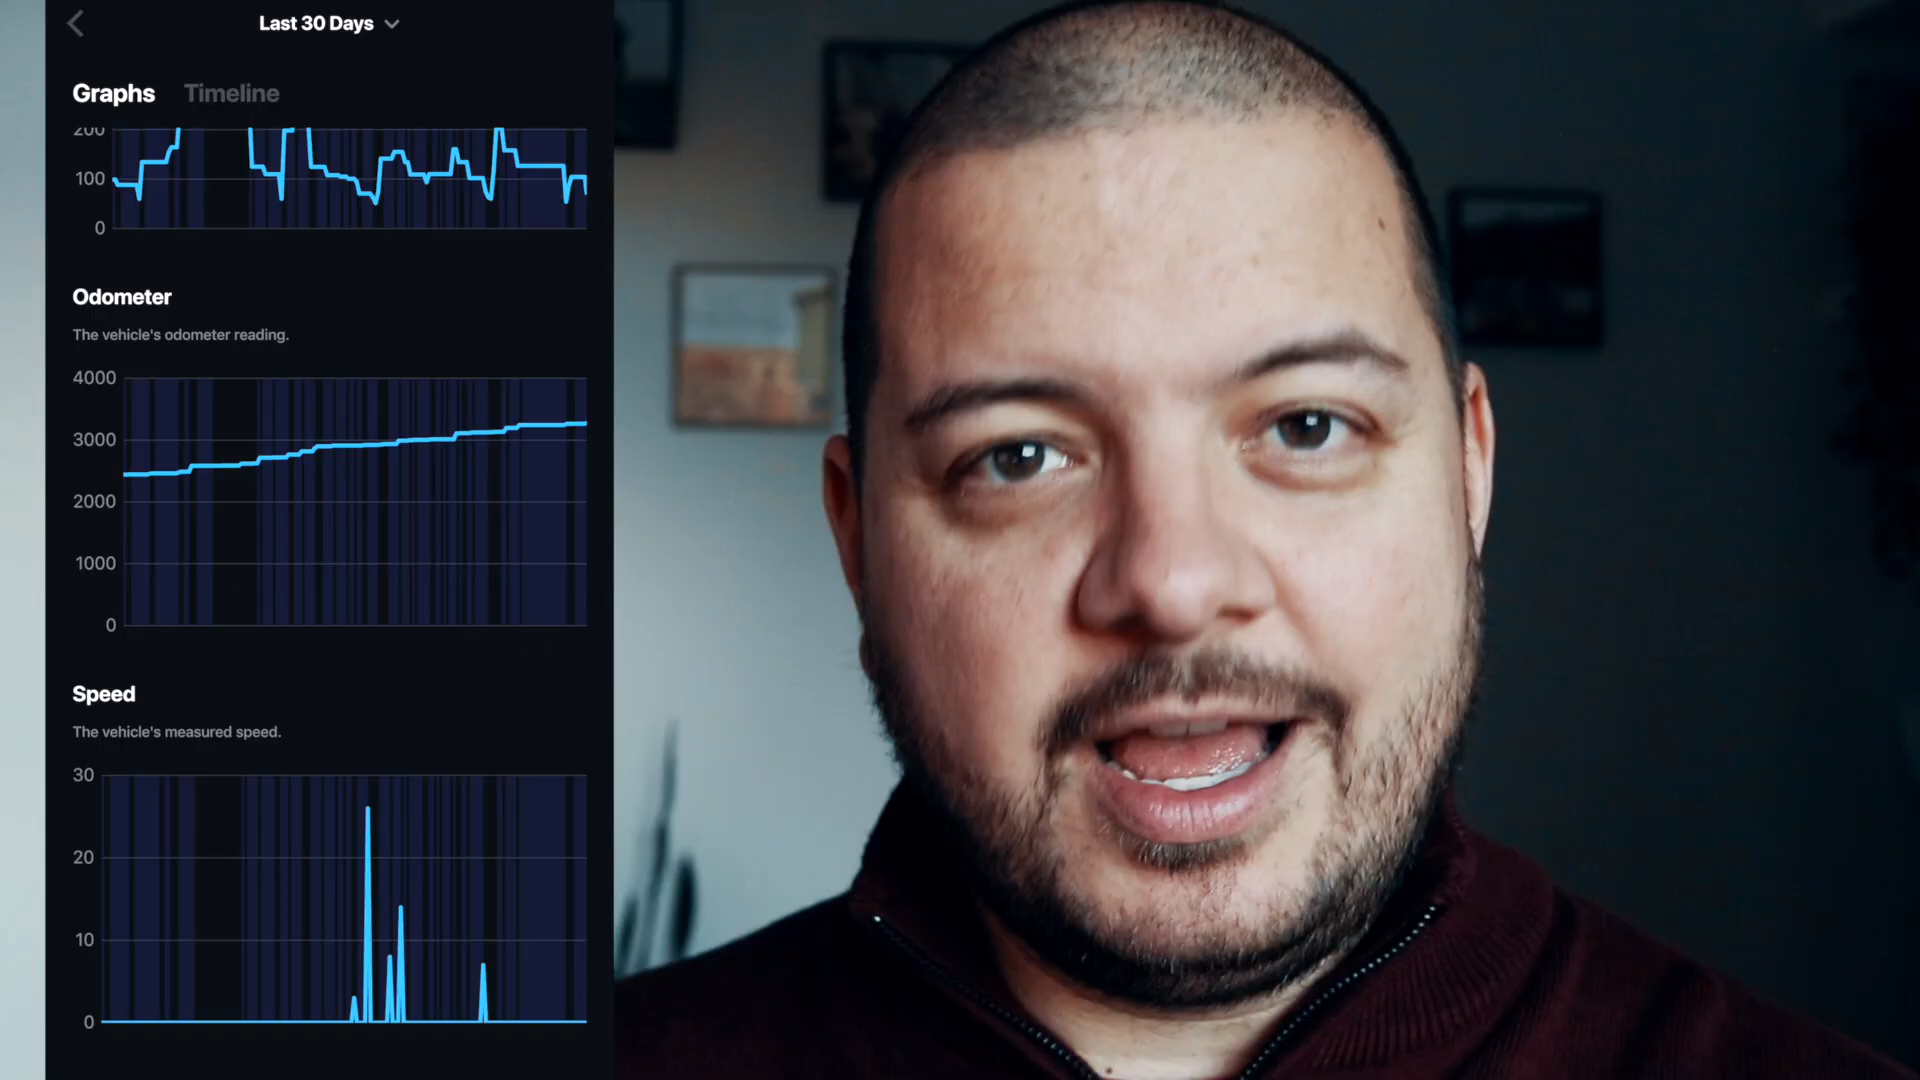 Last 30 Days
Graphs Timeline
200
100
0
Odometer
The vehicle's odometer reading.
4000
3000
2000
1000
0
Speed
The vehicle's measured speed.
30
20
10
0